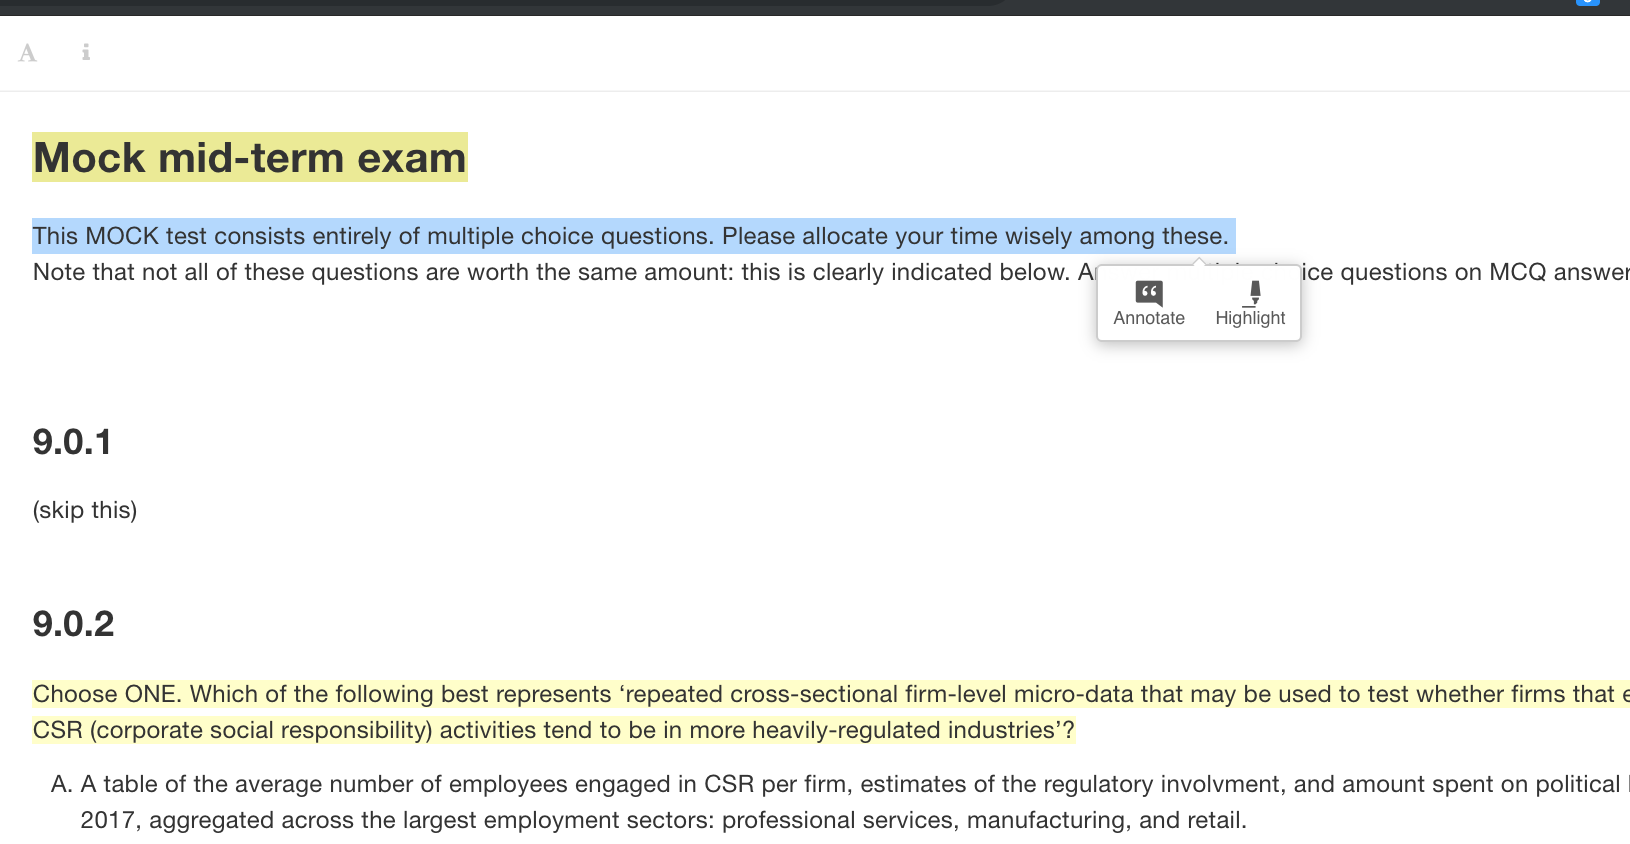 A i
Mock mid-term exam
This MOCK test consists entirely of multiple choice questions. Please allocate your time wisely among these.
Note that not all of these questions are worth the same amount: this is clearly indicated below. ice questions on MCQ answer
Annotate Highlight
9.0.1
(skip this)
9.0.2
Choose ONE. Which of the following best represents ‘repeated cross-sectional firm-level micro-data that may be used to test whether firms that
CSR (corporate social responsibility) activities tend to be in more heavily-regulated industries’?
A. A table of the average number of employees engaged in CSR per firm, estimates of the regulatory involvment, and amount spent on political
2017, aggregated across the largest employment sectors: professional services, manufacturing, and retail.